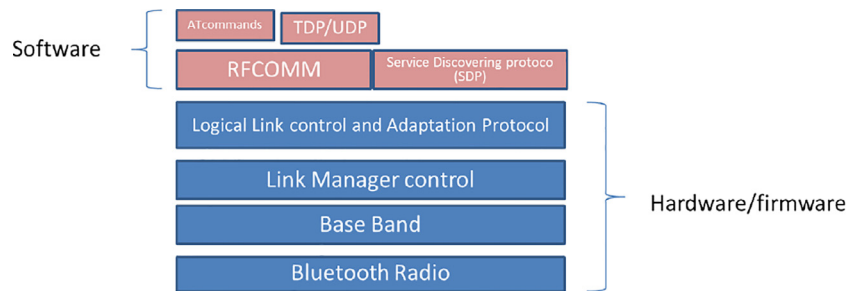 ATcommands
TDP/UDP
Software
RFCOMM
Service Discovering protoco
(SDP)
Logical Link control and Adaptation Protocol
Link Manager control
Hardware/firmware
Base Band
Bluetooth Radio